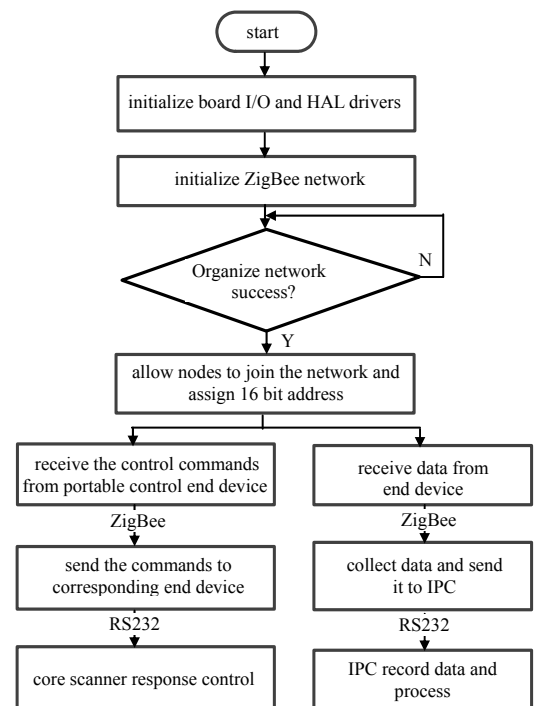 start
initialize board I/O and HAL drivers
initialize ZigBee network
Organize network
success?
N
Y
allow nodes to join the network and
assign 16 bit address
receive the control commands
from portable control end device
ZigBee
send the commands to
corresponding end device
RS232
core scanner response control
receive data from
end device
ZigBee
collect data and send
it to IPC
RS232
IPC record data and
process